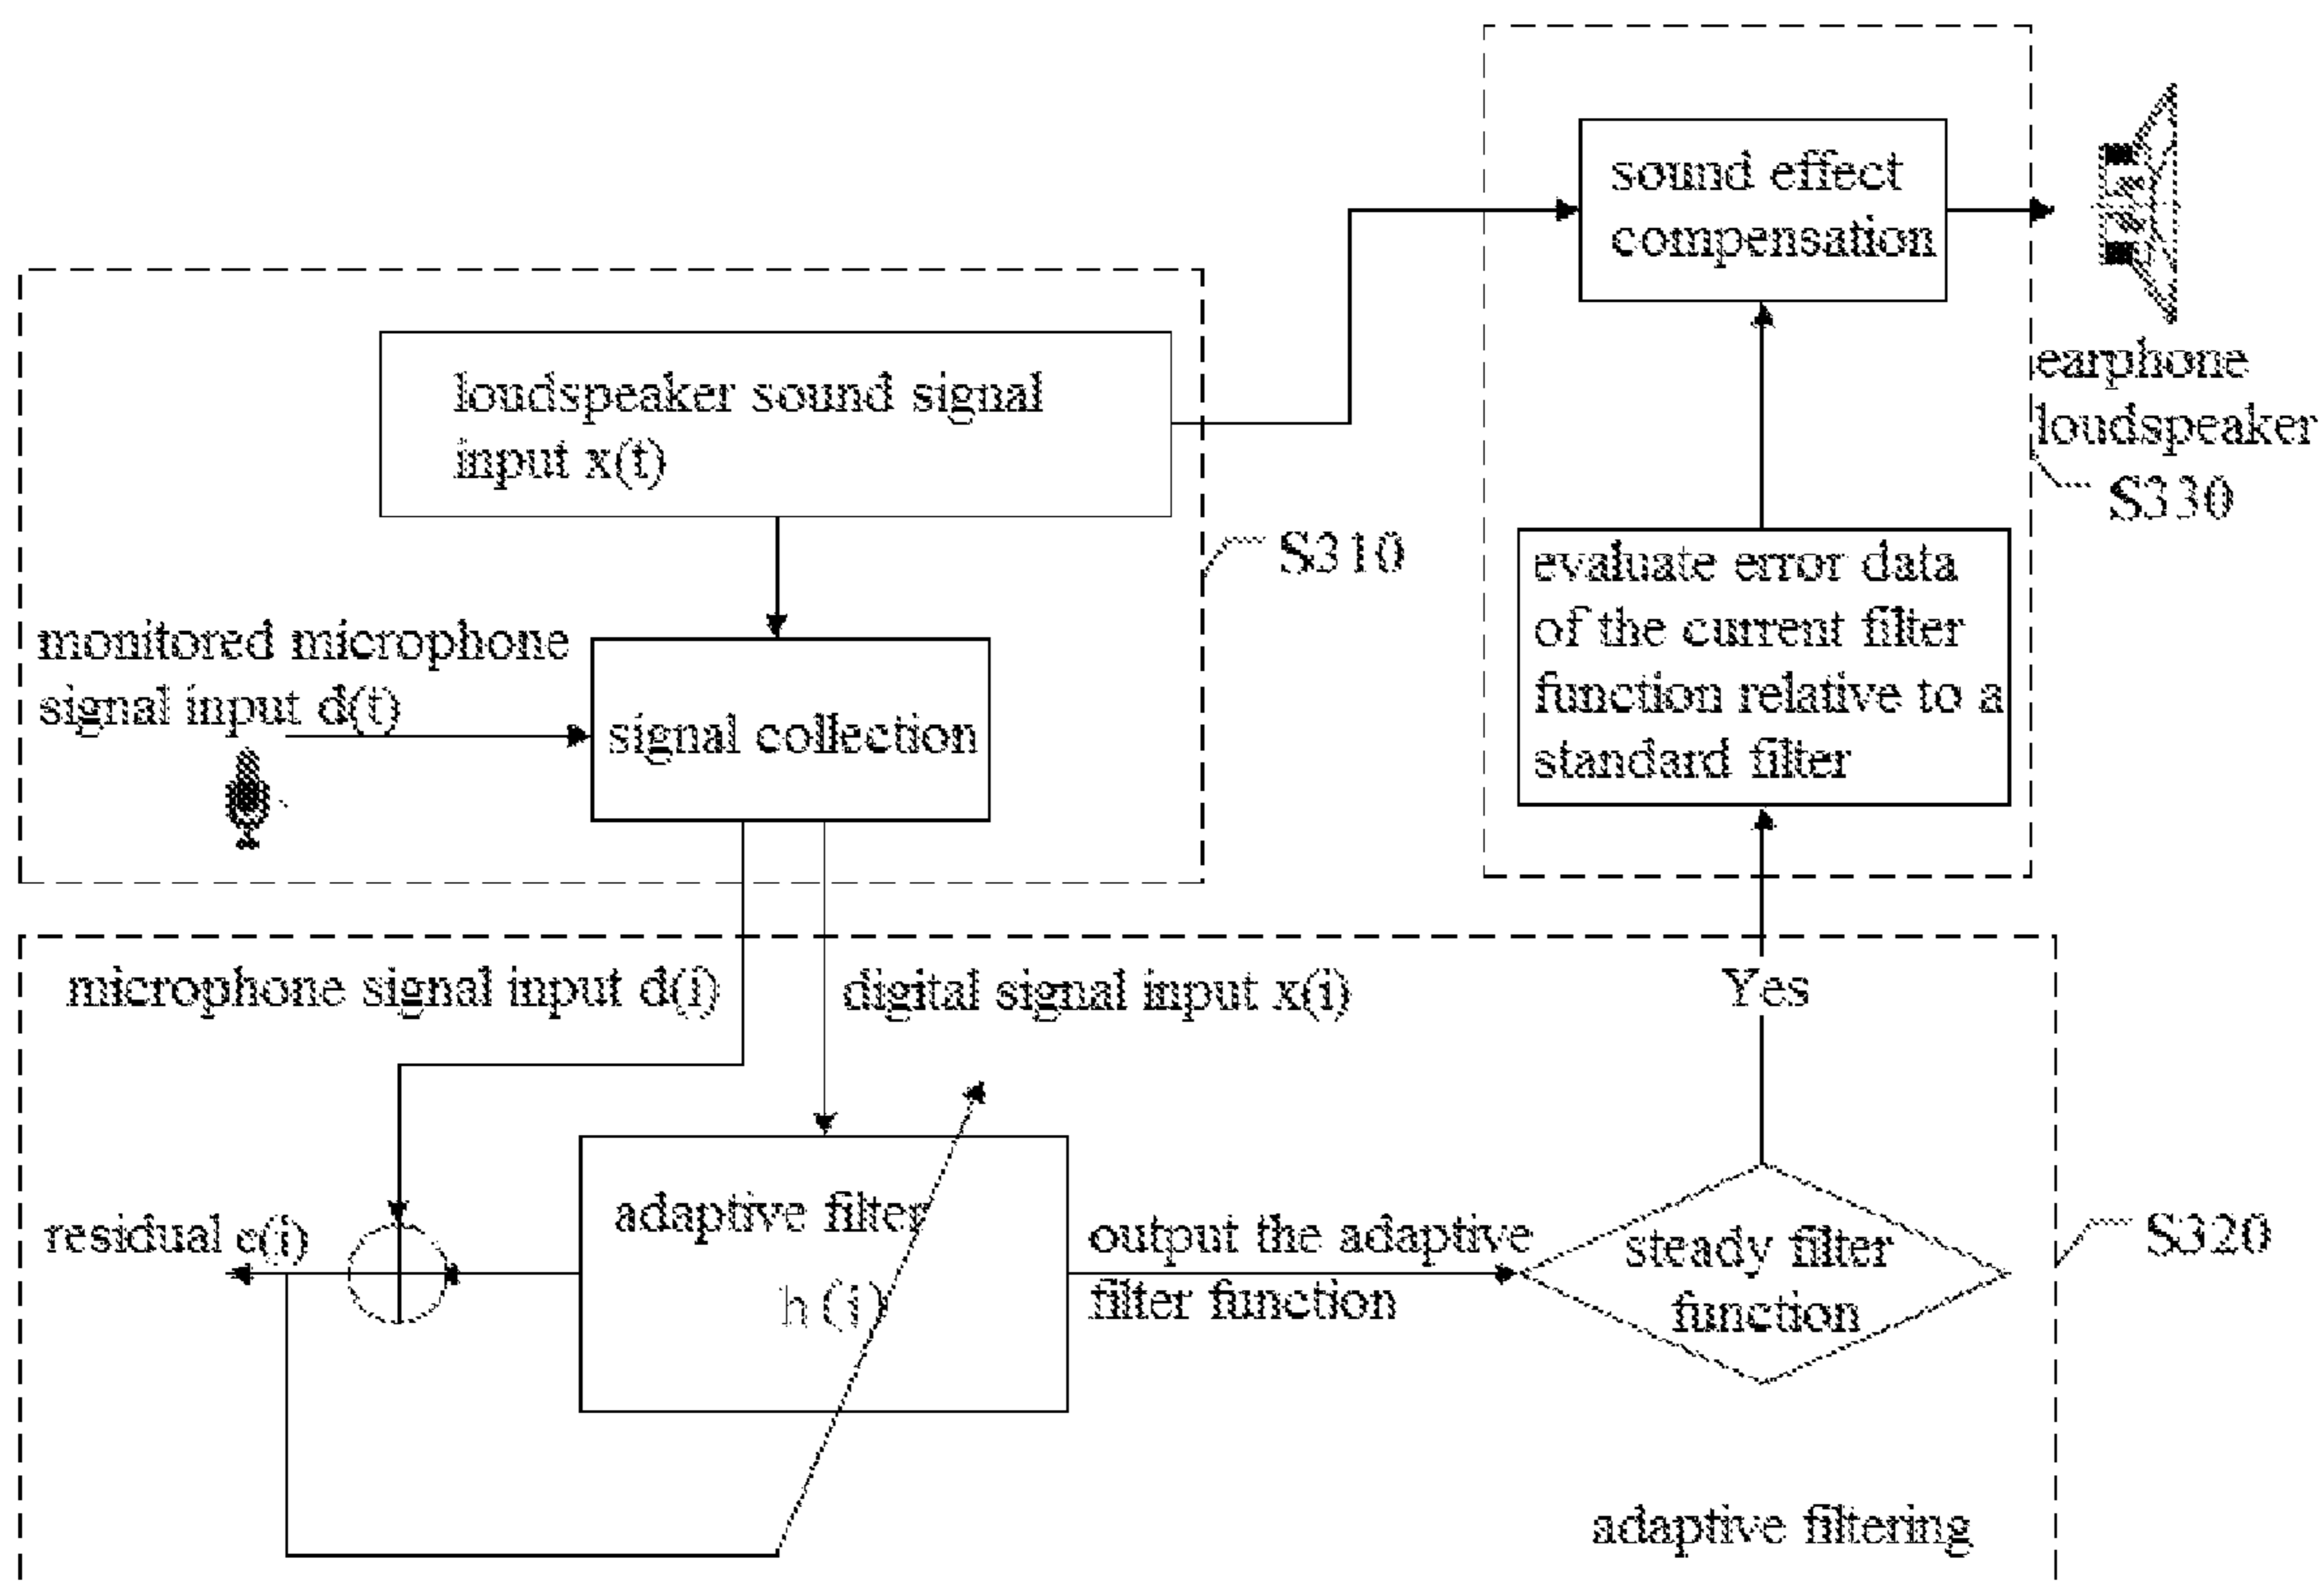 sound effect
compensation
earphone
loudspeaker
S330
loudspeaker sound signal
input x(t)
S310
evaluate error data
of the current filter
function relative to a
standard filter
monitored microphone
signal input d(t)
signal collection
microphone signal input d(i)
digital signal input x(i)
Yes
adaptive filter
h(i)
residual e(i)
output the adaptive
filter function
steady filter
function
S320
adaptive filtering